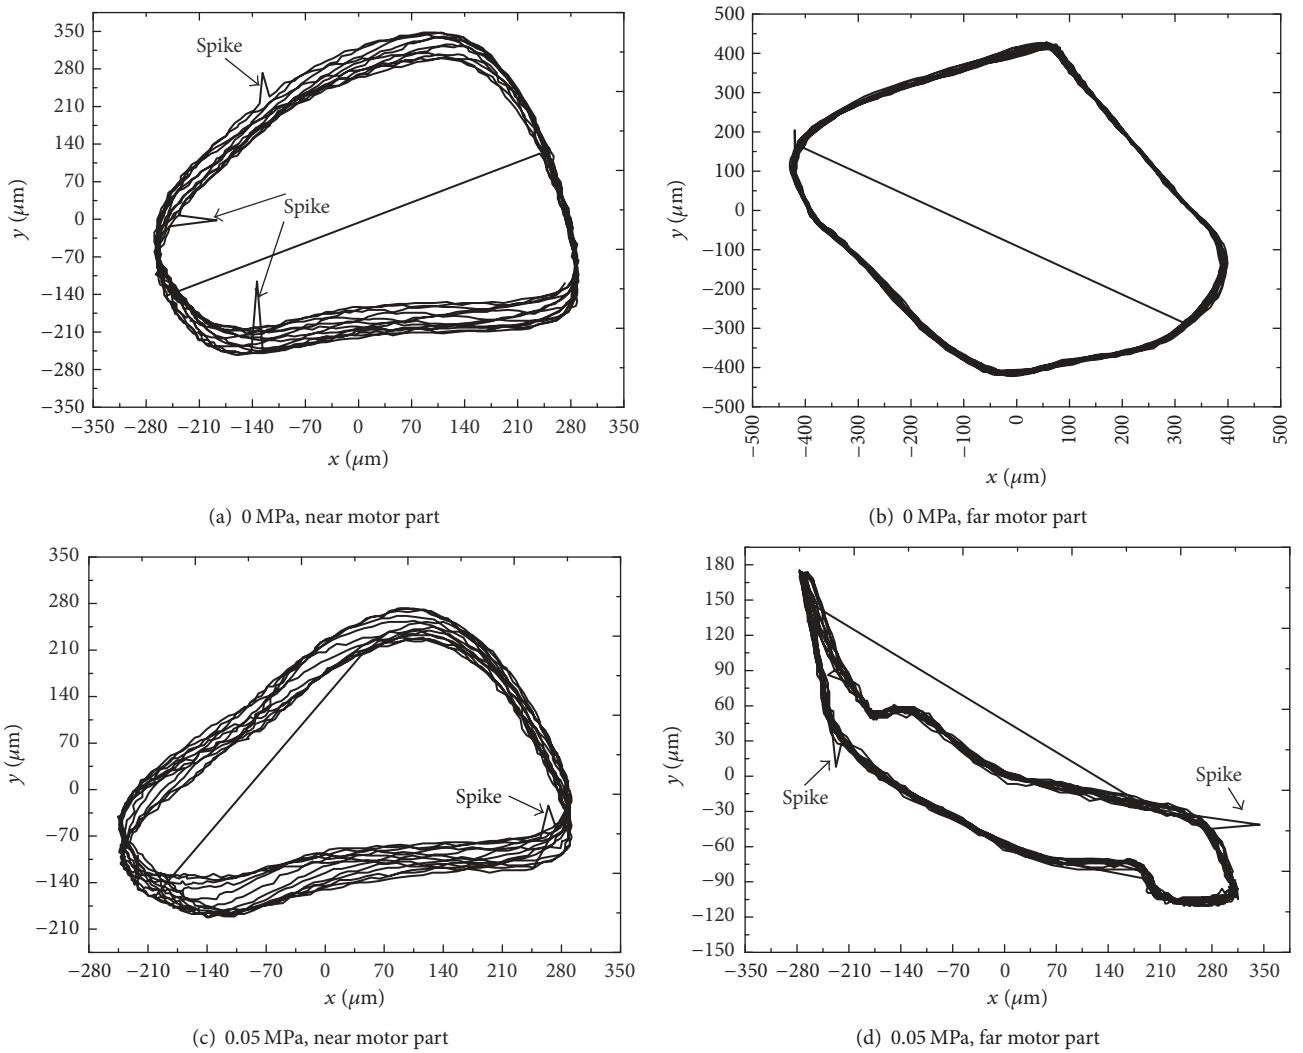 350
280
210
140
70
0
−70
−140
−210
−280
−350
y (μm)
Spike
Spike
−350 −280 −210 −140 −70 0 70 140 210 280 350
x (μm)
(a) 0 MPa, near motor part
500
400
300
200
100
0
−100
−200
−300
−400
−500
y (μm)
−500 −400 −300 −200 −100 0 100 200 300 400 500
x (μm)
(b) 0 MPa, far motor part
350
280
210
140
70
0
−70
−140
−210
y (μm)
Spike
−280 −210 −140 −70 0 70 140 210 280 350
x (μm)
(c) 0.05 MPa, near motor part
180
150
120
90
60
30
0
−30
−60
−90
−120
−150
y (μm)
Spike
Spike
−350 −280 −210 −140 −70 0 70 140 210 280 350
x (μm)
(d) 0.05 MPa, far motor part